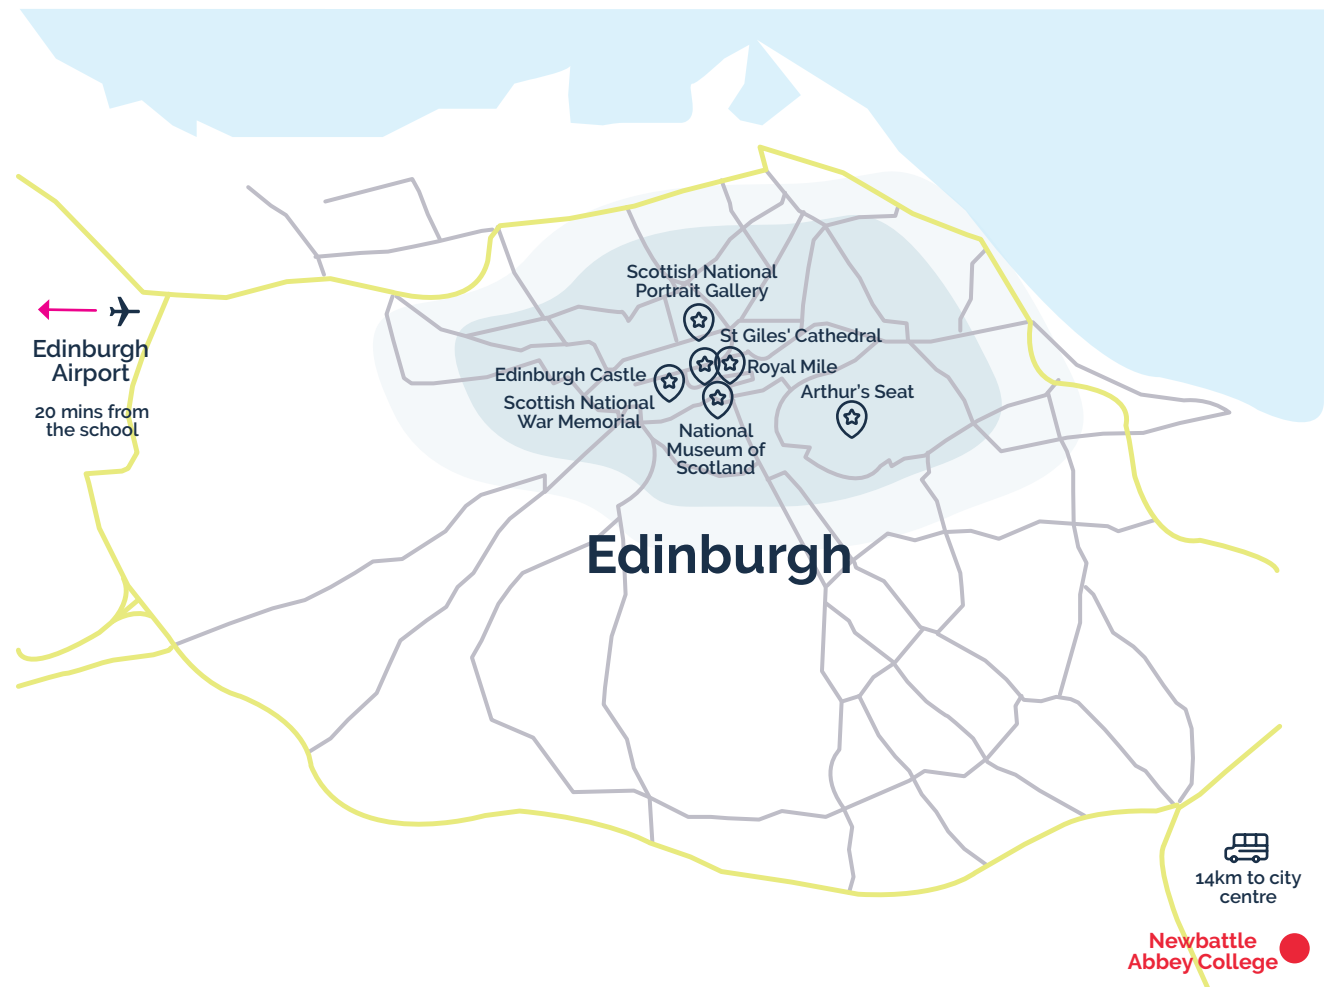 Scottish National
Portrait Gallery
St Giles' Cathedral
Royal Mile
Edinburgh Castle
Arthur's Seat
Scottish National
War Memorial
National
Museum of
Scotland
Edinburgh
Airport
20 mins from
the school
Edinburgh
14km to city
centre
Newbattle
Abbey College